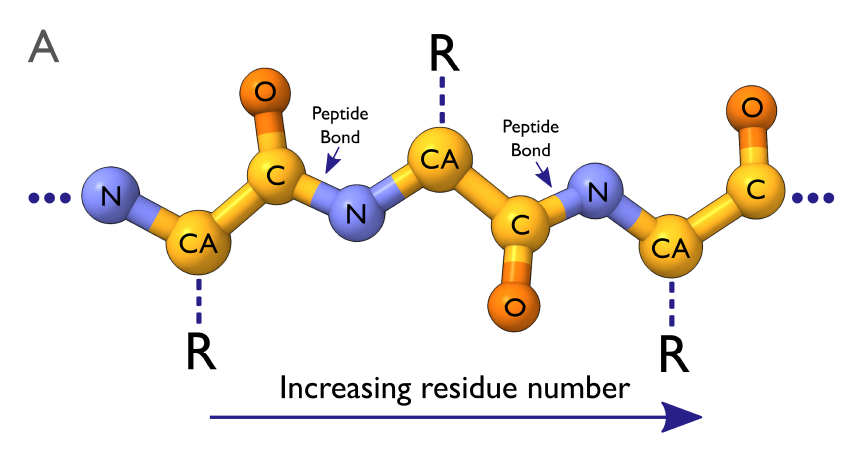 A
R
O
O
Peptide
Bond
Peptide
Bond
CA
C
C
N
N
N
C
CA
CA
O
R
R
Increasing residue number